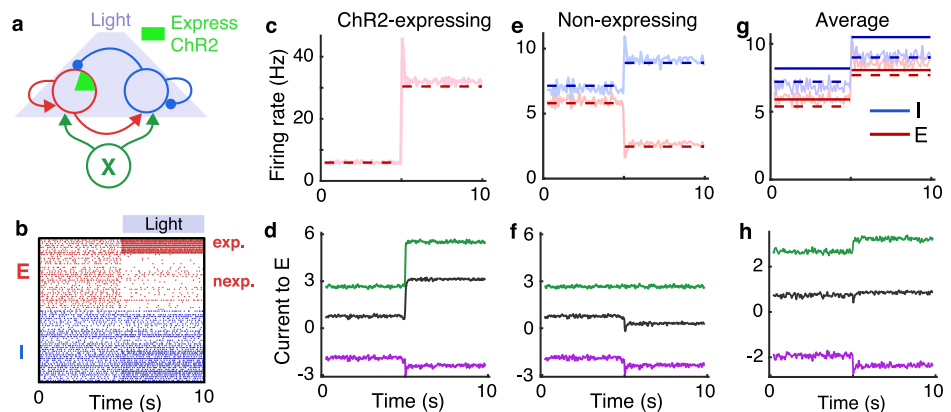 a
Light
Express
ChR2
X
b
Light
E
I
exp.
nexp.
0
10
Time (s)
c
ChR2-expressing
Firing rate (Hz)
40
20
0
0
10
d
Current to E
6
3
0
-3
0
10
Time (s)
e
Non-expressing
10
5
0
0
10
f
6
3
0
-3
0
10
Time (s)
g
Average
10
5
0
I
E
0
10
h
2
0
-2
0
10
Time (s)